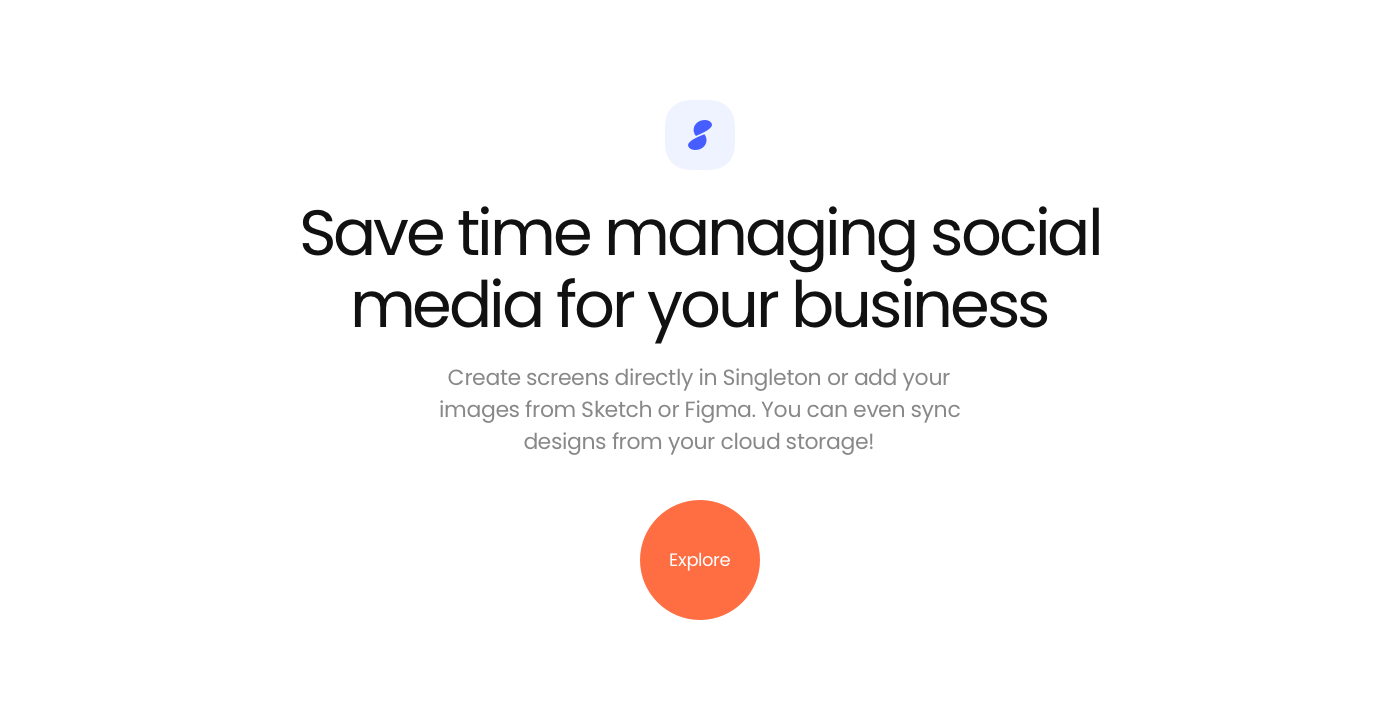 Save time managing social
media for your business
Create screens directly in Singleton or add your
images from Sketch or Figma. You can even sync
designs from your cloud storage!
Explore